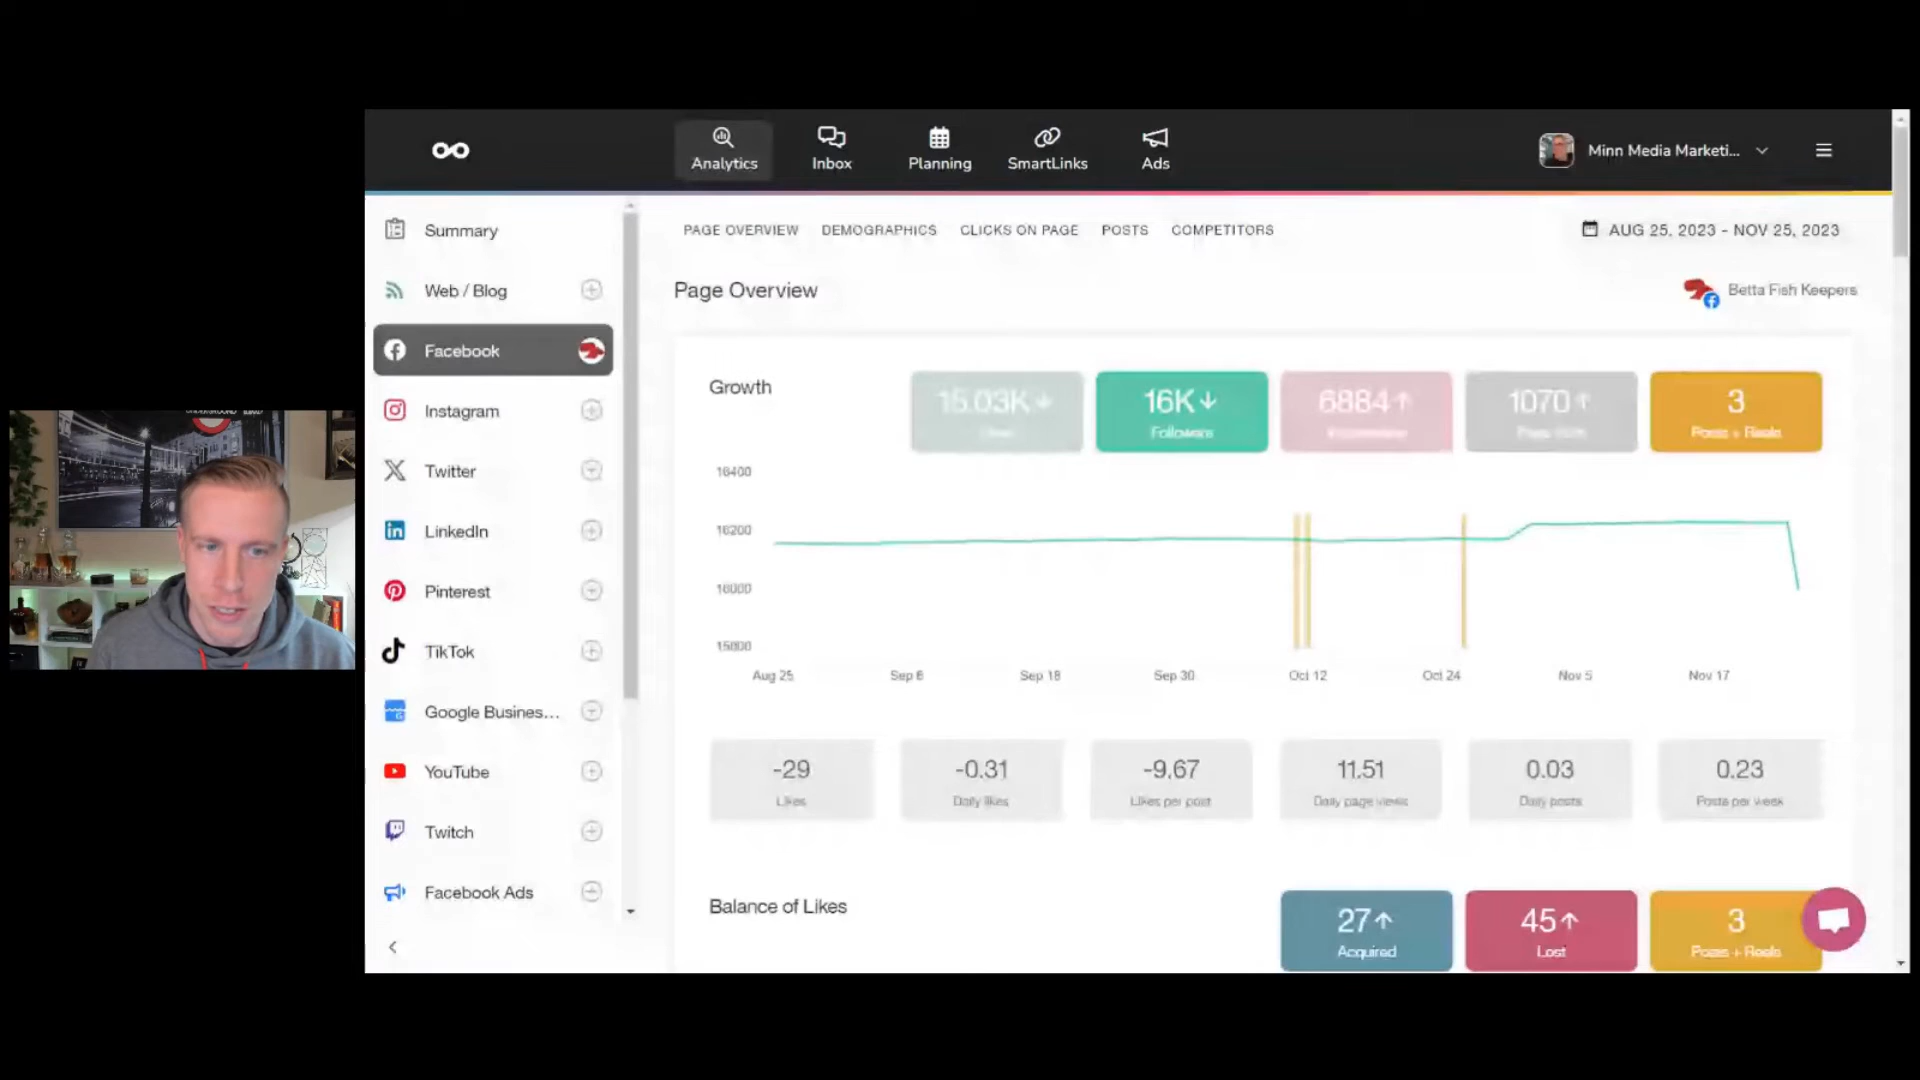 UNDERGROUND
Analytics
Inbox
Planning
SmartLinks
Ads
Minn Media Marketi...
Summary
Web / Blog
Facebook
Instagram
Twitter
LinkedIn
Pinterest
TikTok
Google Busines...
YouTube
Twitch
Facebook Ads
PAGE OVERVIEW DEMOGRAPHICS CLICKS ON PAGE POSTS COMPETITORS
AUG 25, 2023 - NOV 25, 2023
Page Overview
Betta Fish Keepers
Growth
15.03K
16K
Followers
6884
1070
3
Posts + Reels
16400
16200
16000
15800
Aug 25 Sep 6 Sep 18 Sep 30 Oct 12 Oct 24 Nov 5 Nov 17
-29
Likes
-0.31
Daily likes
-9.67
Likes per post
11.51
Daily page views
0.03
Daily posts
0.23
Posts per week
Balance of Likes
27
Acquired
45
Lost
3
Posts + Reels